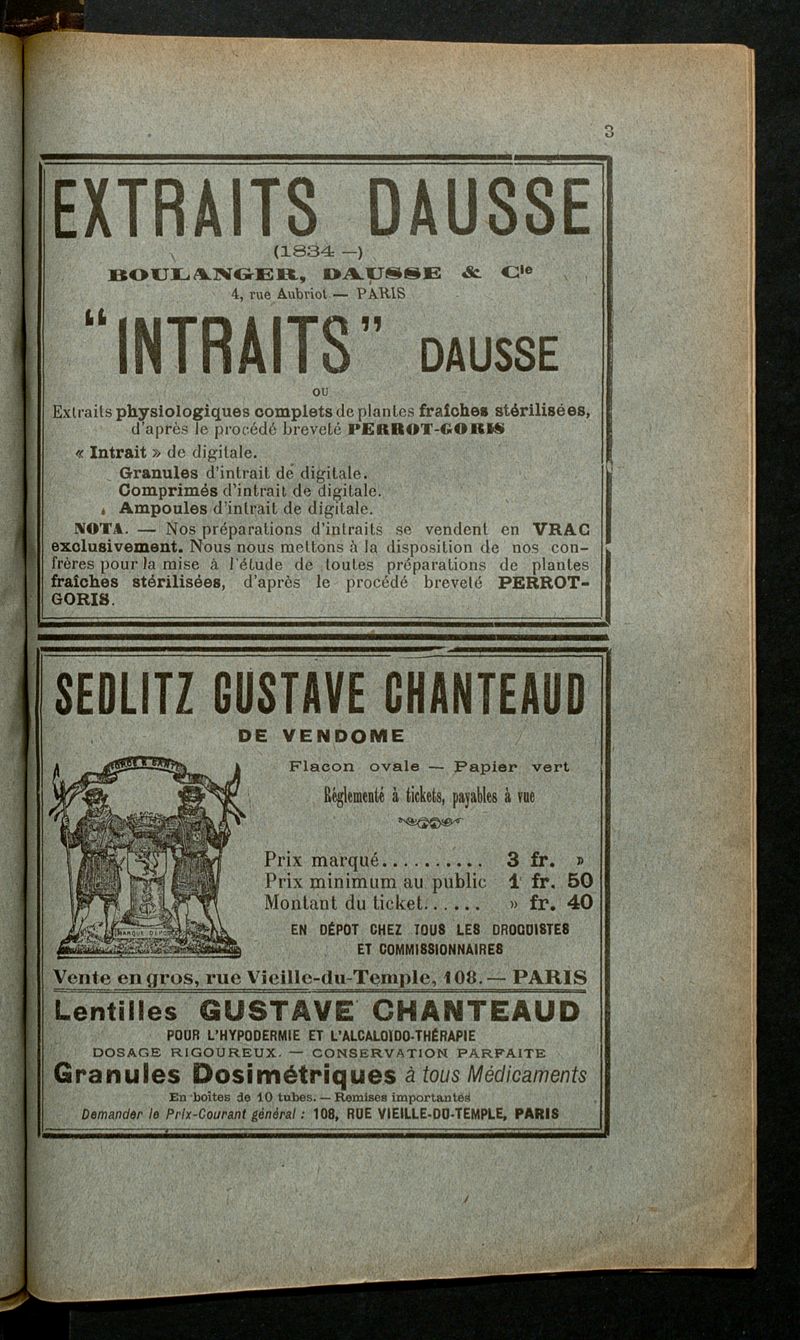 3
EXTRAITS DAUSSE
(1834 —)
BOULANGER, DAUSSE & Cie
4, rue Aubriot — PARIS
"INTRAITS" DAUSSE
OU
Extraits physiologiques complets de plantes fraîches stérilisées,
d'après le procédé breveté PERROT-GORIS
« Intrait » de digitale.
Granules d'intrait de digitale.
Comprimés d'intrait de digitale.
Ampoules d'intrait de digitale.
NOTA. — Nos préparations d'intraits se vendent en VRAC
exclusivement. Nous nous mettons à la disposition de nos con-
frères pour la mise à l'étude de toutes préparations de plantes
fraîches stérilisées, d'après le procédé breveté PERROT-
GORIS.
SEDLITZ GUSTAVE CHANTEAUD
DE VENDOME
Flacon ovale — Papier vert
Réglementé à tickets, payables à vue
Prix marqué.......... 3 fr. »
Prix minimum au public 1 fr. 50
Montant du ticket...... » fr. 40
MARQUE
EN DÉPOT CHEZ TOUS LES DROGUISTES
ET COMMISSIONNAIRES
Vente en gros, rue Vieille-du-Temple, 108. — PARIS
Lentilles GUSTAVE CHANTEAUD
POUR L'HYPODERMIE ET L'ALCALOÏDO-THÉRAPIE
DOSAGE RIGOUREUX. — CONSERVATION PARFAITE
Granules Dosimétriques à tous Médicaments
En boîtes de 10 tubes. — Remises importantes
Demander le Prix-Courant général : 108, RUE VIEILLE-DU-TEMPLE, PARIS